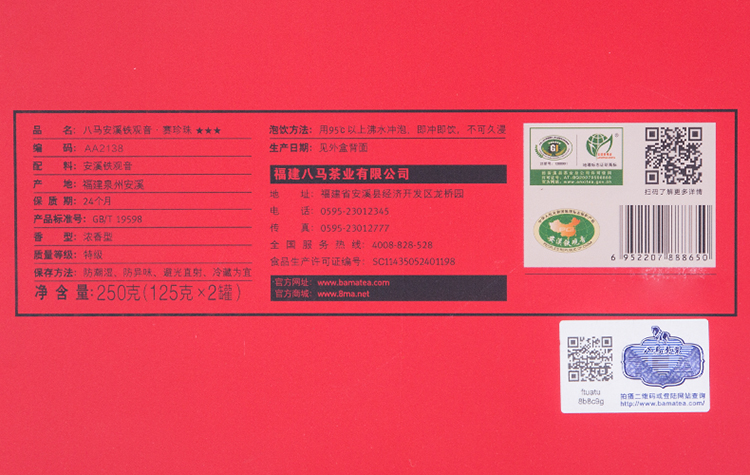 品 名：八马安溪铁观音·赛珍珠★★★
编 码：AA2138
配 料：安溪铁观音
产 地：福建泉州安溪
保 质 期：24个月
产品标准号：GB/T 19598
香 型：浓香型
质量等级：特级
保存方法：防潮湿、防异味、避光直射、冷藏为宜
净 含 量：250克(125克×2罐)
泡饮方法：用95℃以上沸水冲泡，即冲即饮，不可久浸
生产日期：见外盒背面
福建八马茶业有限公司
地 址：福建省安溪县经济开发区龙桥园
电 话：0595-23012345
传 真：0595-23012777
全 国 服 务 热 线：4008-828-528
食品生产许可证编号：SC11435052401198
官方网址：www.bamatea.com
官方商城：www.8ma.net
GI
扫码了解更多详情
安溪铁观音
6 952207 888650
ftuatu
8b8c9g
拍摄二维码或登陆网站查询
http://www.bamatea.com/